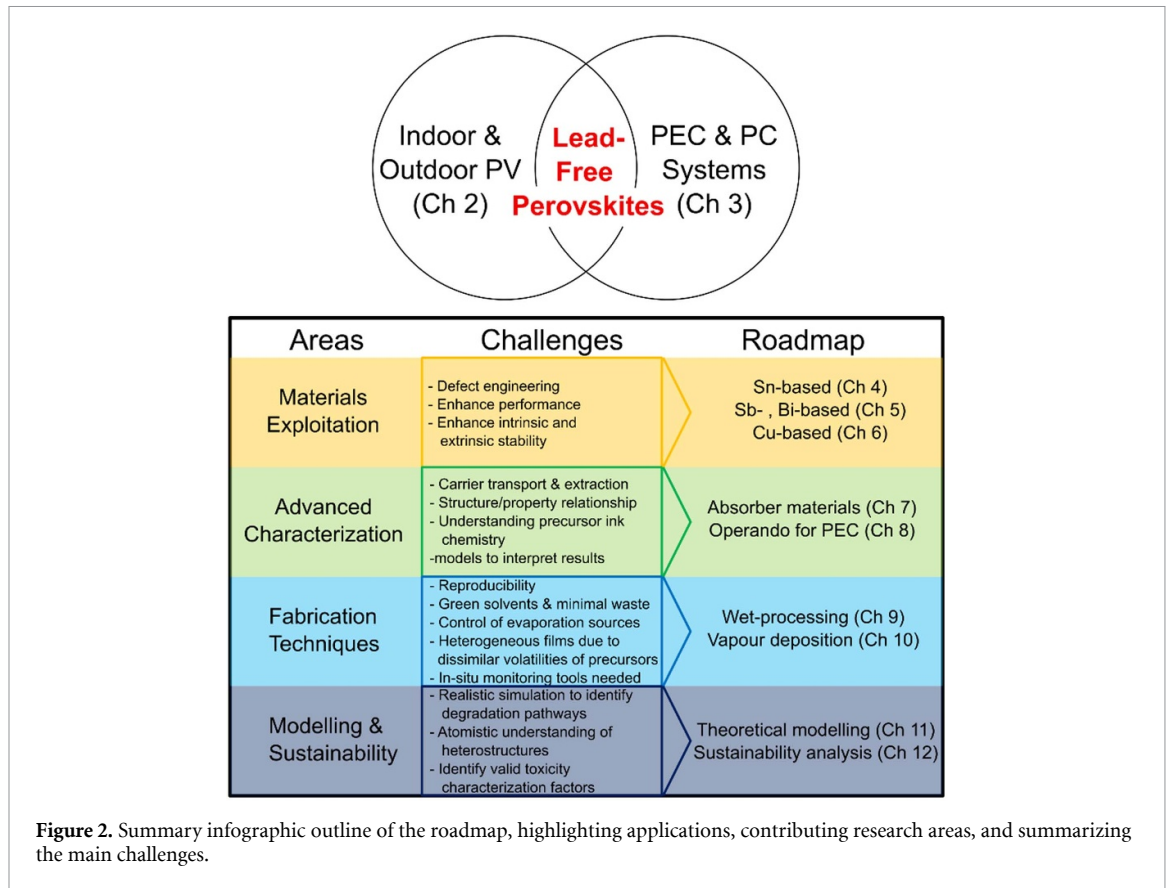 Indoor &
Outdoor PV
(Ch 2)
Lead-
Free
Perovskites
PEC & PC
Systems
(Ch 3)
Areas
Challenges
Roadmap
Materials
Exploitation
- Defect engineering
- Enhance performance
- Enhance intrinsic and
extrinsic stability
Sn-based (Ch 4)
Sb- , Bi-based (Ch 5)
Cu-based (Ch 6)
Advanced
Characterization
- Carrier transport & extraction
- Structure/property relationship
- Understanding precursor ink
chemistry
-models to interpret results
Absorber materials (Ch 7)
Operando for PEC (Ch 8)
Fabrication
Techniques
- Reproducibility
- Green solvents & minimal waste
- Control of evaporation sources
- Heterogeneous films due to
dissimilar volatilities of precursors
- In-situ monitoring tools needed
Wet-processing (Ch 9)
Vapour deposition (Ch 10)
Modelling &
Sustainability
- Realistic simulation to identify
degradation pathways
- Atomistic understanding of
heterostructures
- Identify valid toxicity
characterization factors
Theoretical modelling (Ch 11)
Sustainability analysis (Ch 12)
Figure 2. Summary infographic outline of the roadmap, highlighting applications, contributing research areas, and summarizing
the main challenges.